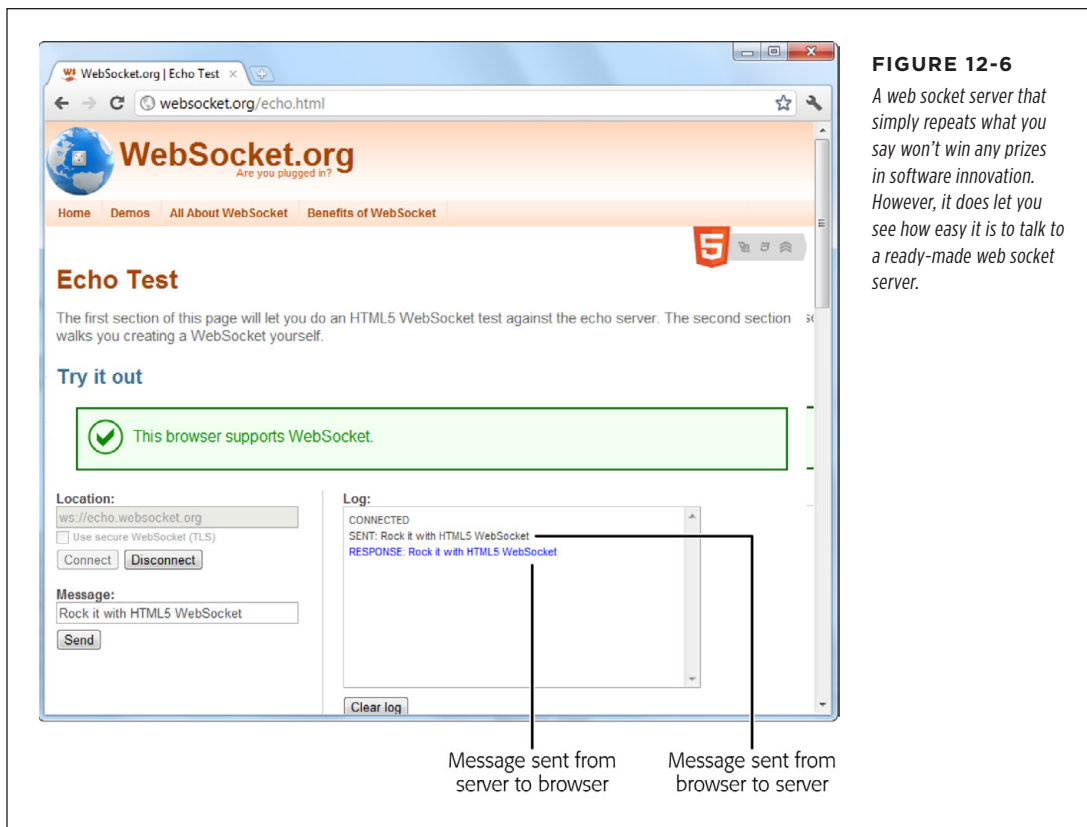 WebSocket.org | Echo Test
websocket.org/echo.html
WebSocket.org
Are you plugged in?
Home Demos All About WebSocket Benefits of WebSocket
5
Echo Test
The first section of this page will let you do an HTML5 WebSocket test against the echo server. The second section
walks you creating a WebSocket yourself.
Try it out
This browser supports WebSocket.
Location:
ws://echo.websocket.org
Use secure WebSocket (TLS)
Connect Disconnect
Message:
Rock it with HTML5 WebSocket
Send
Log:
CONNECTED
SENT: Rock it with HTML5 WebSocket
RESPONSE: Rock it with HTML5 WebSocket
Clear log
Message sent from
server to browser
Message sent from
browser to server
FIGURE 12-6
A web socket server that
simply repeats what you
say won’t win any prizes
in software innovation.
However, it does let you
see how easy it is to talk to
a ready-made web socket
server.